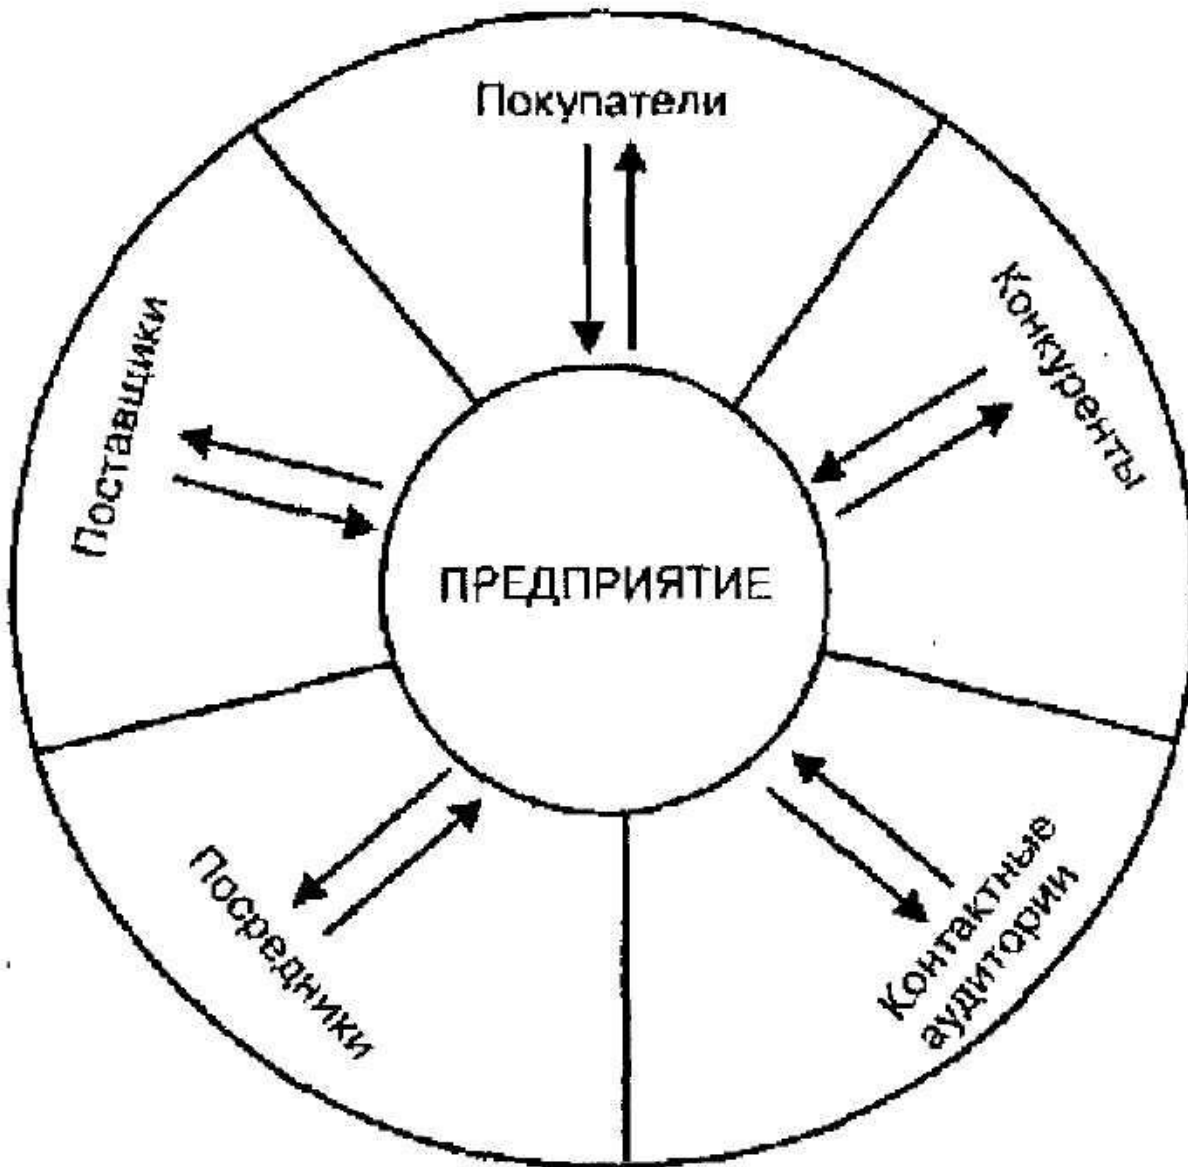 Покупатели
Конкуренты
Поставщики
ПРЕДПРИЯТИЕ
Посредники
Контактные
аудитории